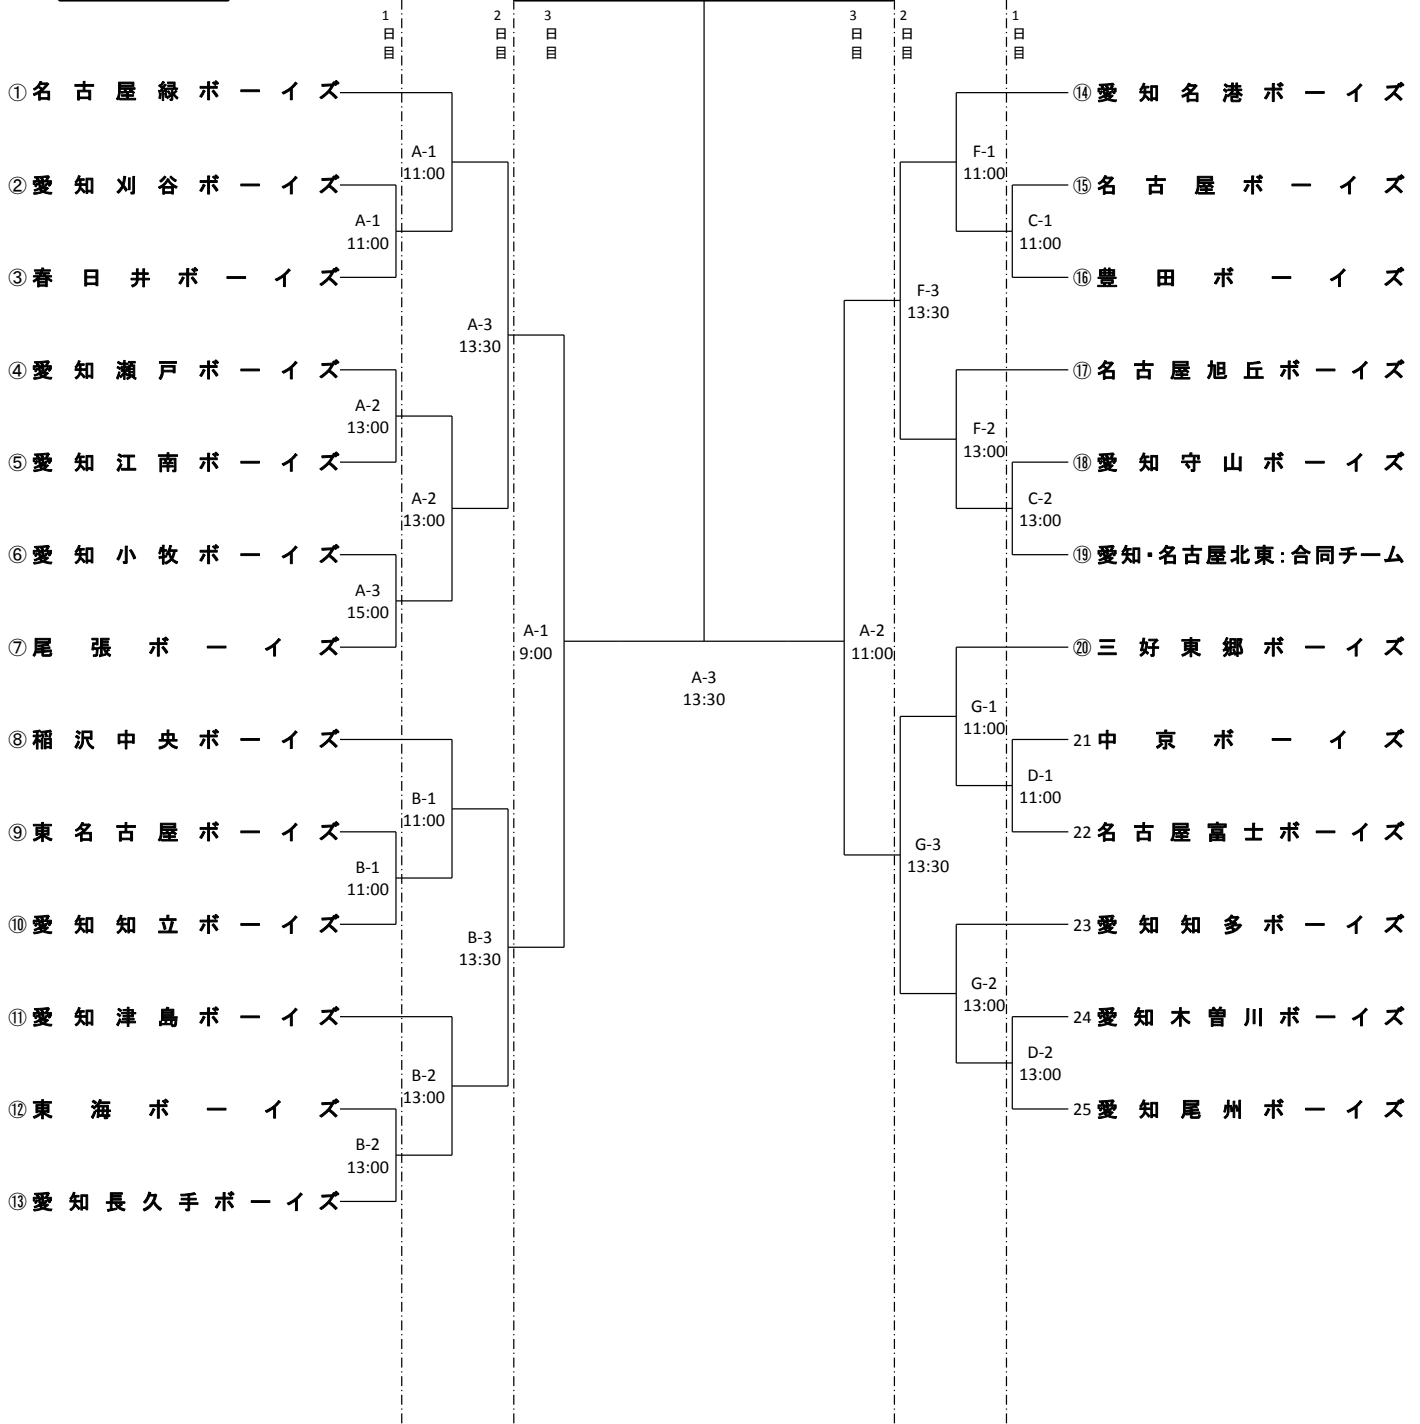 1日目
2日目
3日目
3日目
2日目
1日目
①名古屋緑ボーイズ
A-1
11:00
②愛知刈谷ボーイズ
A-1
11:00
③春日井ボーイズ
A-3
13:30
④愛知瀬戸ボーイズ
A-2
13:00
⑤愛知江南ボーイズ
A-2
13:00
⑥愛知小牧ボーイズ
A-3
15:00
⑦尾張ボーイズ
A-1
9:00
⑧稲沢中央ボーイズ
B-1
11:00
⑨東名古屋ボーイズ
B-1
11:00
⑩愛知知立ボーイズ
B-3
13:30
⑪愛知津島ボーイズ
B-2
13:00
⑫東海ボーイズ
B-2
13:00
⑬愛知長久手ボーイズ
A-3
13:30
⑭愛知名港ボーイズ
F-1
11:00
⑮名古屋ボーイズ
C-1
11:00
⑯豊田ボーイズ
F-3
13:30
⑰名古屋旭丘ボーイズ
F-2
13:00
⑱愛知守山ボーイズ
C-2
13:00
⑲愛知・名古屋北東:合同チーム
A-2
11:00
⑳三好東郷ボーイズ
G-1
11:00
21中京ボーイズ
D-1
11:00
22名古屋富士ボーイズ
G-3
13:30
23愛知知多ボーイズ
G-2
13:00
24愛知木曽川ボーイズ
D-2
13:00
25愛知尾州ボーイズ